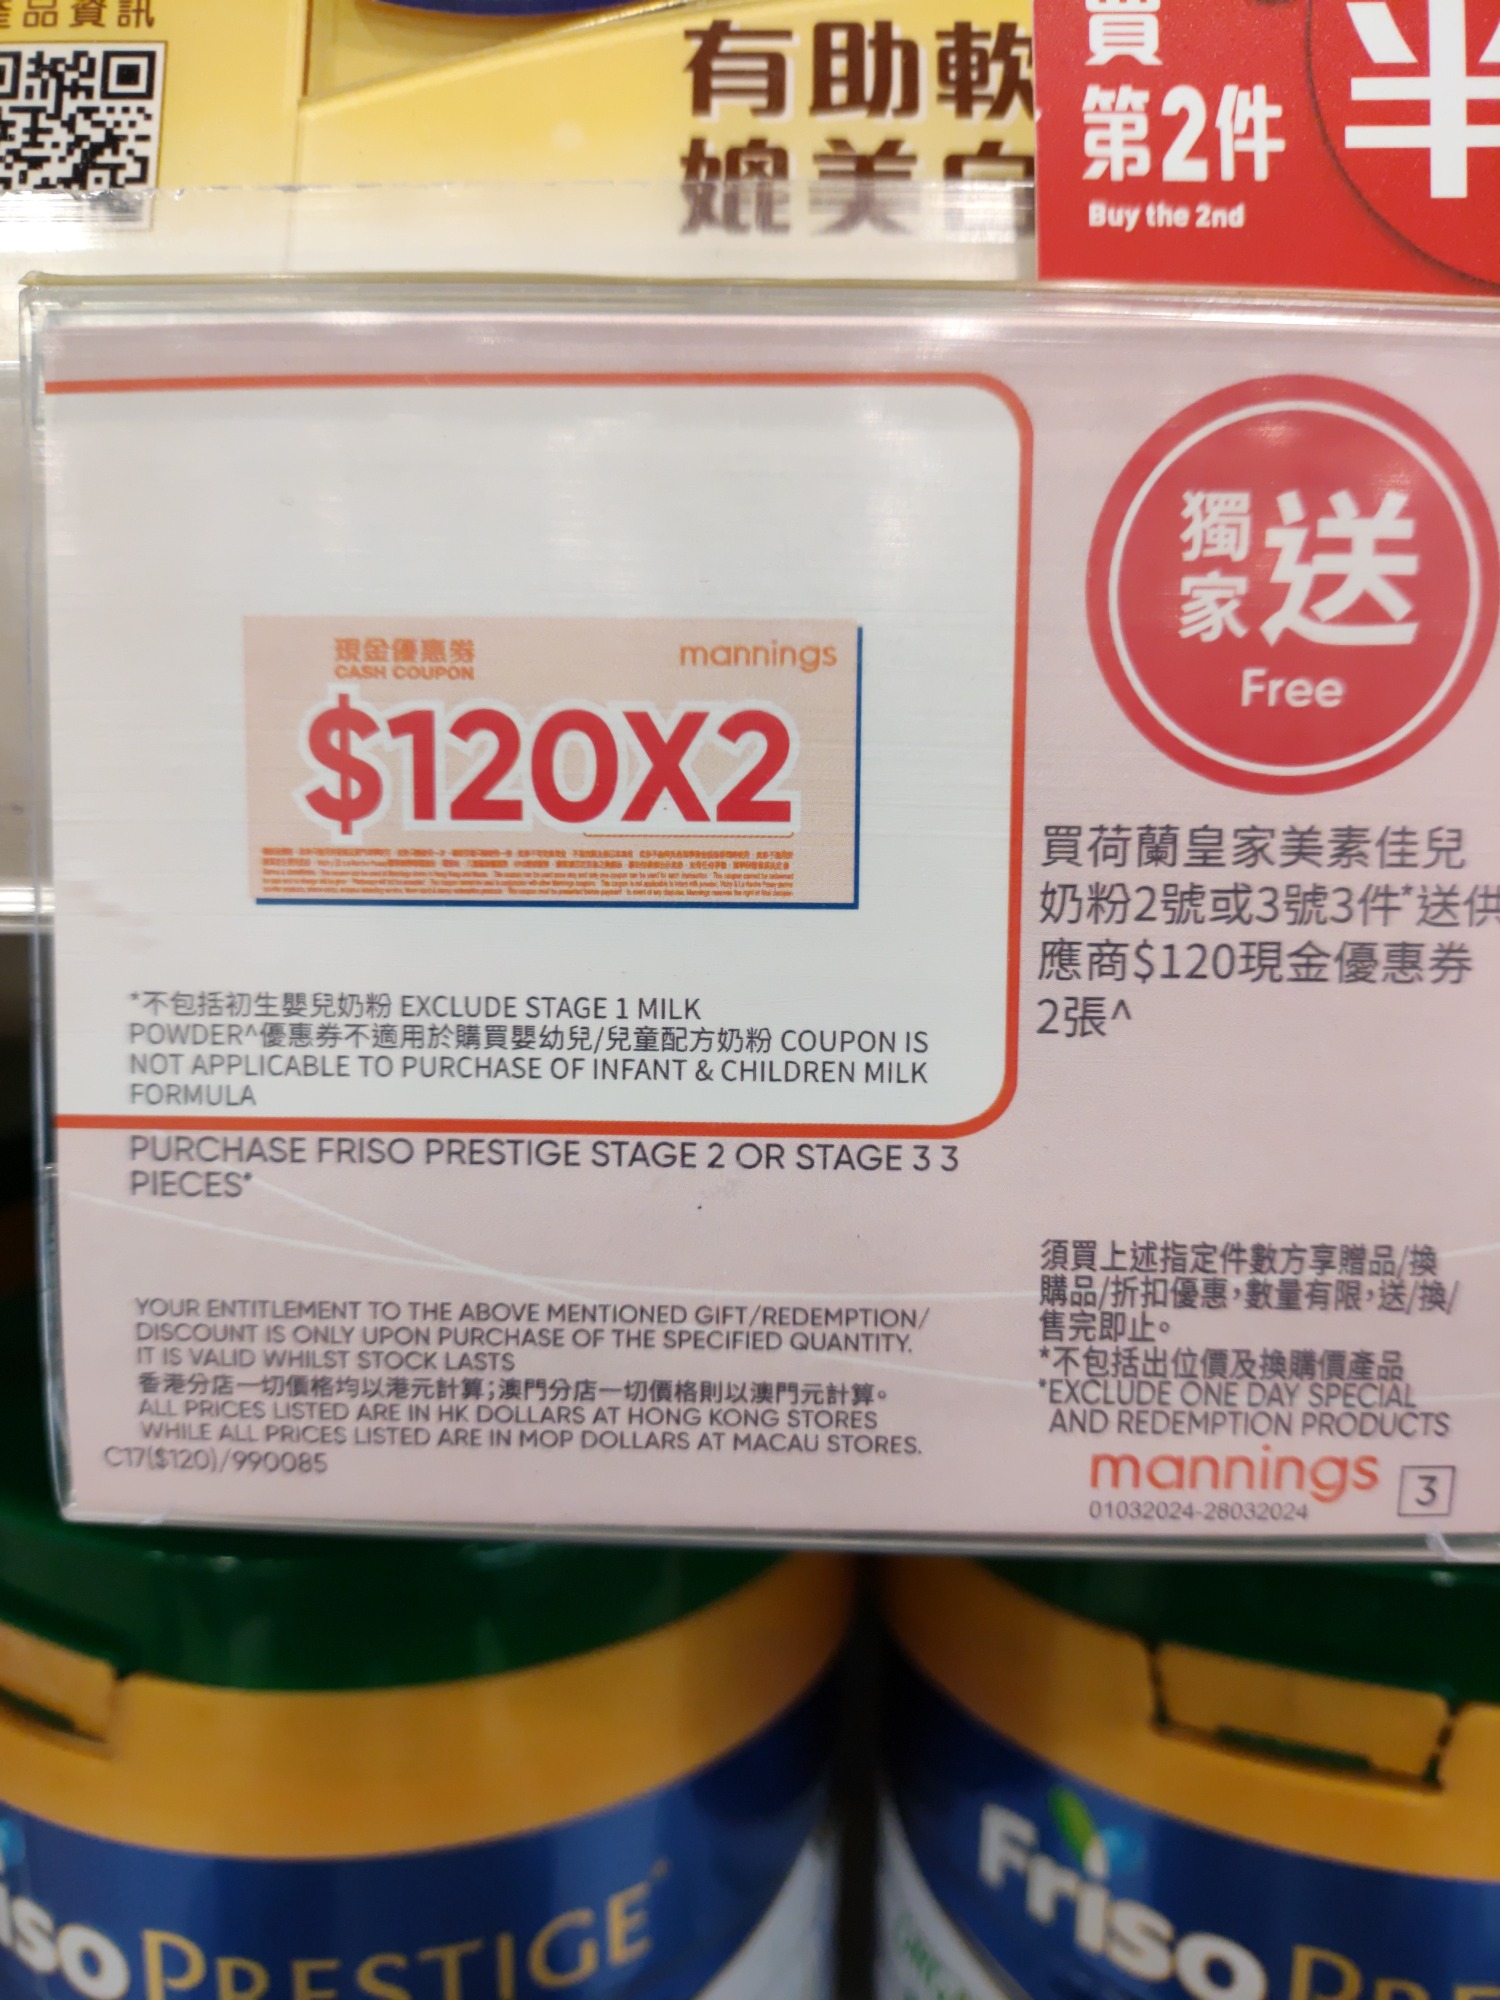 品資訊
有助軟
美白
買
第2件
Buy the 2nd
半
獨家送
Free
現金優惠券
CASH COUPON
mannings
$120X2
買荷蘭皇家美素佳兒
奶粉2號或3號3件*送供
應商$120現金優惠券
2張^
*不包括初生嬰兒奶粉 EXCLUDE STAGE 1 MILK
POWDER^優惠券不適用於購買嬰幼兒/兒童配方奶粉 COUPON IS
NOT APPLICABLE TO PURCHASE OF INFANT & CHILDREN MILK
FORMULA
PURCHASE FRISO PRESTIGE STAGE 2 OR STAGE 3 3
PIECES*
YOUR ENTITLEMENT TO THE ABOVE MENTIONED GIFT/REDEMPTION/
DISCOUNT IS ONLY UPON PURCHASE OF THE SPECIFIED QUANTITY.
IT IS VALID WHILST STOCK LASTS
香港分店一切價格均以港元計算;澳門分店一切價格則以澳門元計算。
ALL PRICES LISTED ARE IN HK DOLLARS AT HONG KONG STORES
WHILE ALL PRICES LISTED ARE IN MOP DOLLARS AT MACAU STORES.
C17($120)/990085
須買上述指定件數方享贈品/換
購品/折扣優惠,數量有限,送/換/
售完即止。
*不包括出位價及換購價產品
*EXCLUDE ONE DAY SPECIAL
AND REDEMPTION PRODUCTS
mannings 3
01032024-28032024
PRESTIGE
Friso